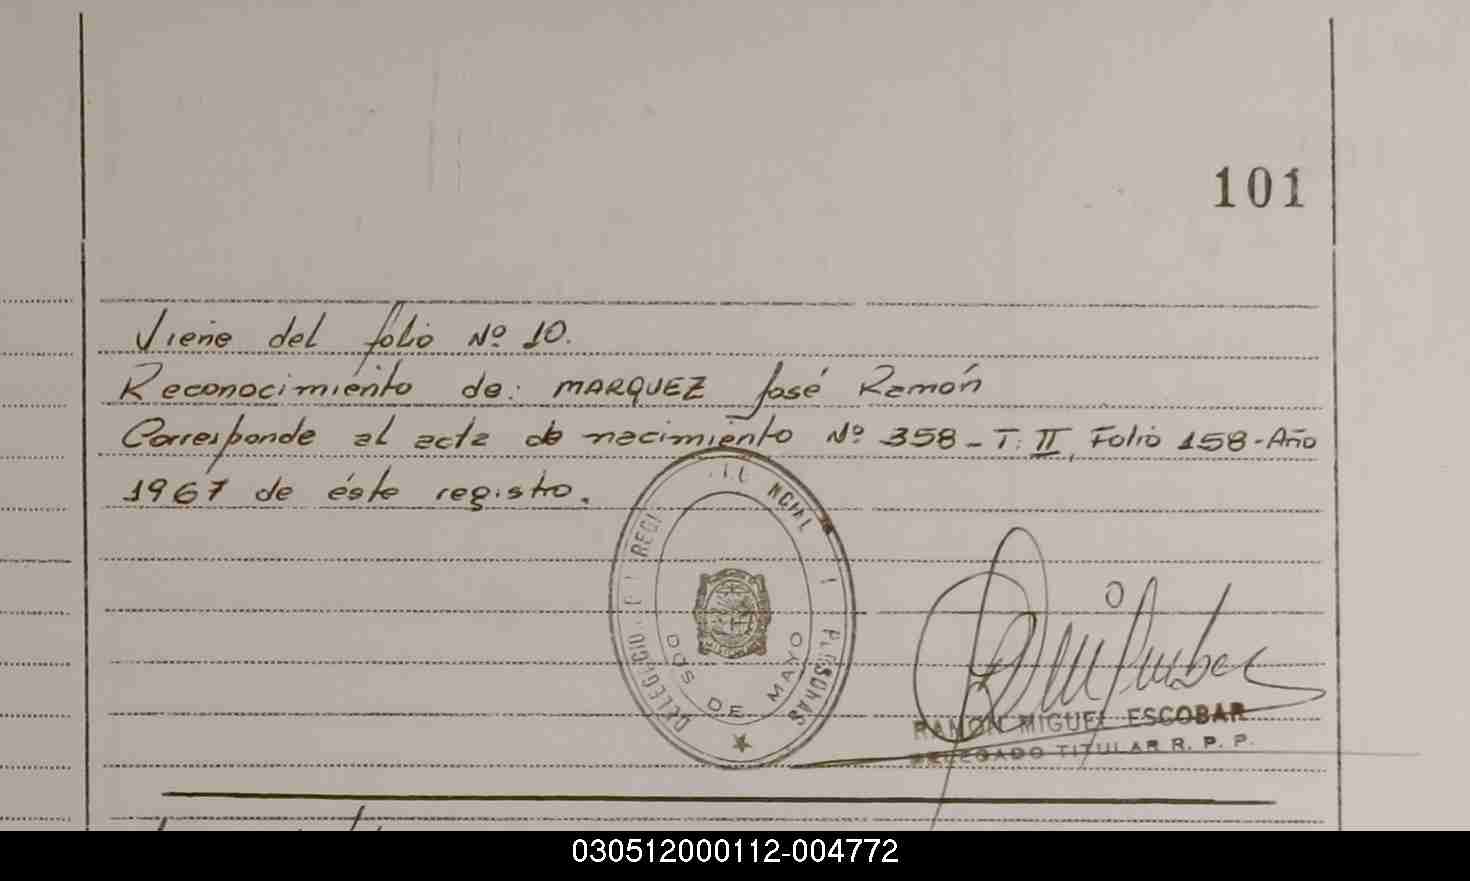 101
Viene del folio Nº 10.
Reconocimiento de: MARQUEZ José Ramón
Corresponde al acta de nacimiento Nº 358 - T: II, Folio 158 - Año
1967 de éste registro.
DOS DE MAYO
RAMON MIGUEL ESCOBAR
DELEGADO TITULAR R. P. P.
030512000112-004772